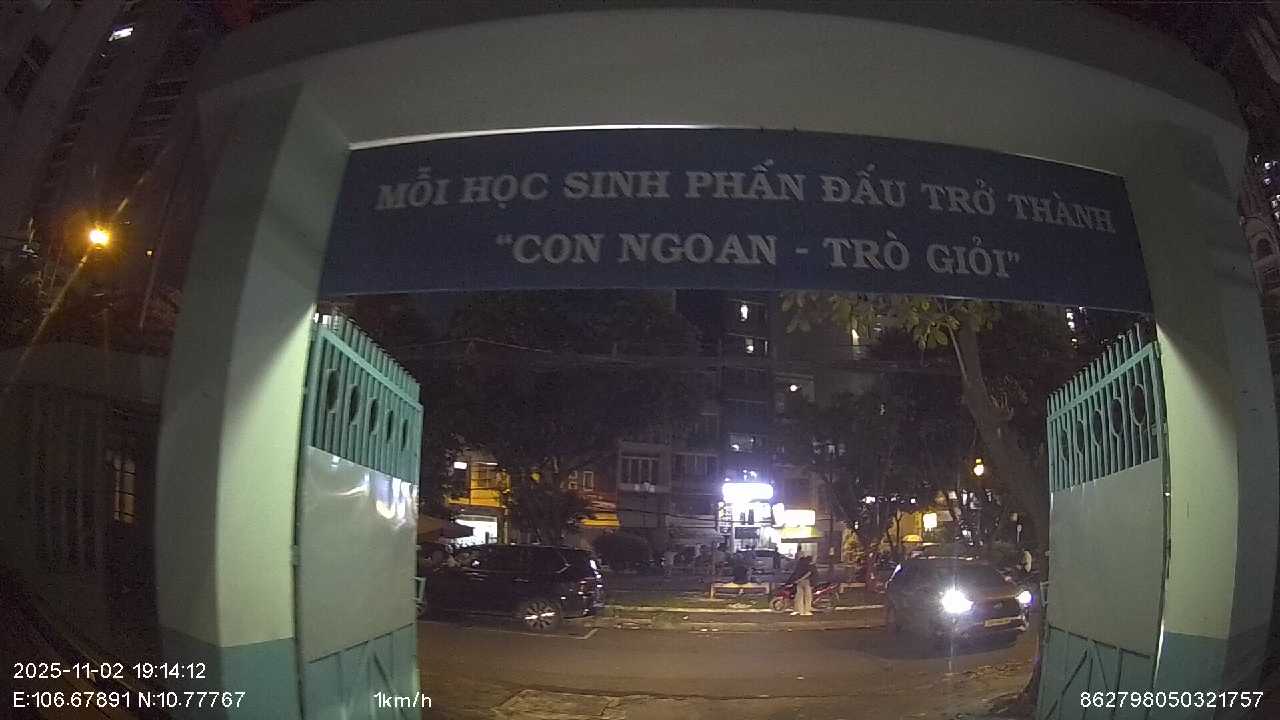 MỖI HỌC SINH PHẤN ĐẤU TRỞ THÀNH
“CON NGOAN - TRÒ GIỎI”
2025-11-02 19:14:12
E:106.67891 N:10.77767
1km/h
862798050321757